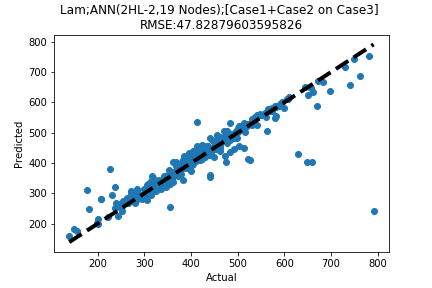 Lam;ANN(2HL-2,19 Nodes);[Case1+Case2 on Case3]
RMSE:47.82879603595826
800
700
600
500
400
300
200
Predicted
200 300 400 500 600 700 800
Actual